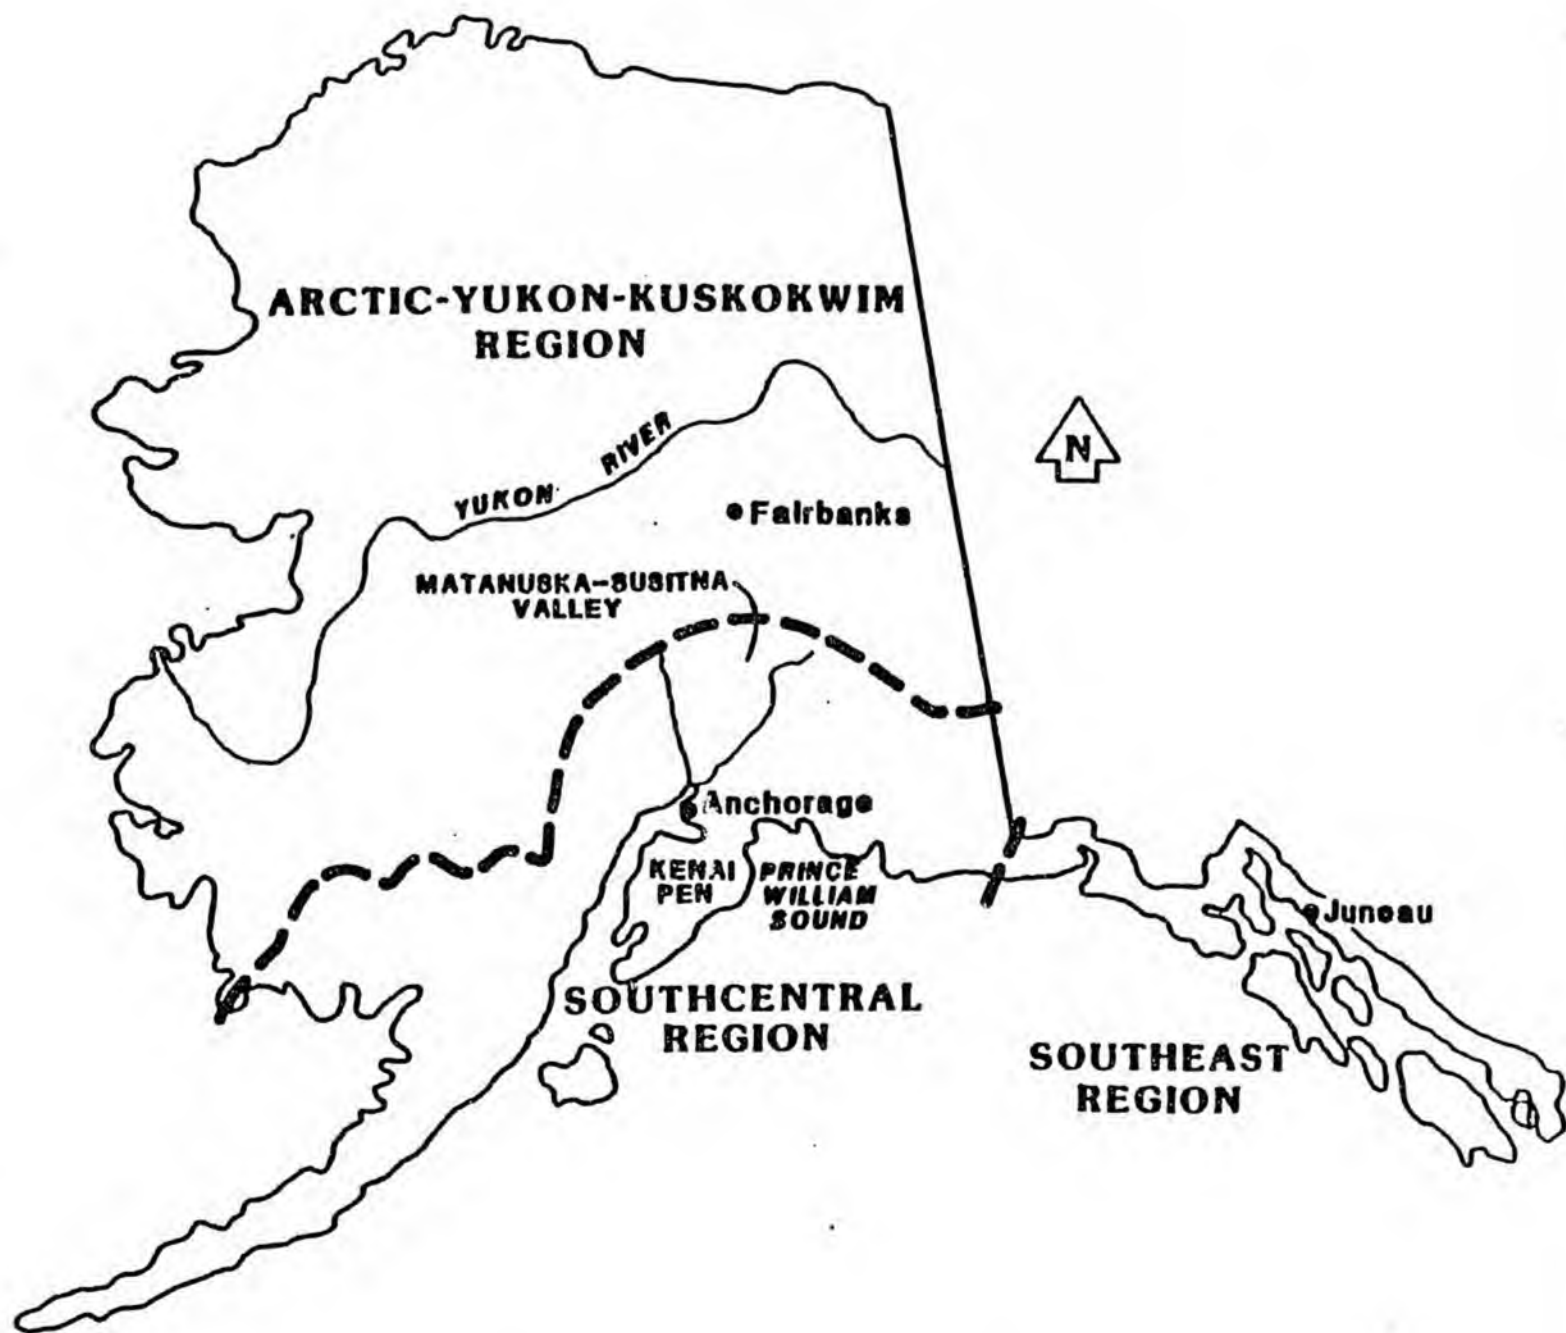 ARCTIC-YUKON-KUSKOKWIM
REGION
YUKON RIVER
N
Fairbanks
MATANUSKA-SUSITNA
VALLEY
Anchorage
KENAI
PEN
PRINCE
WILLIAM
SOUND
Juneau
SOUTHCENTRAL
REGION
SOUTHEAST
REGION